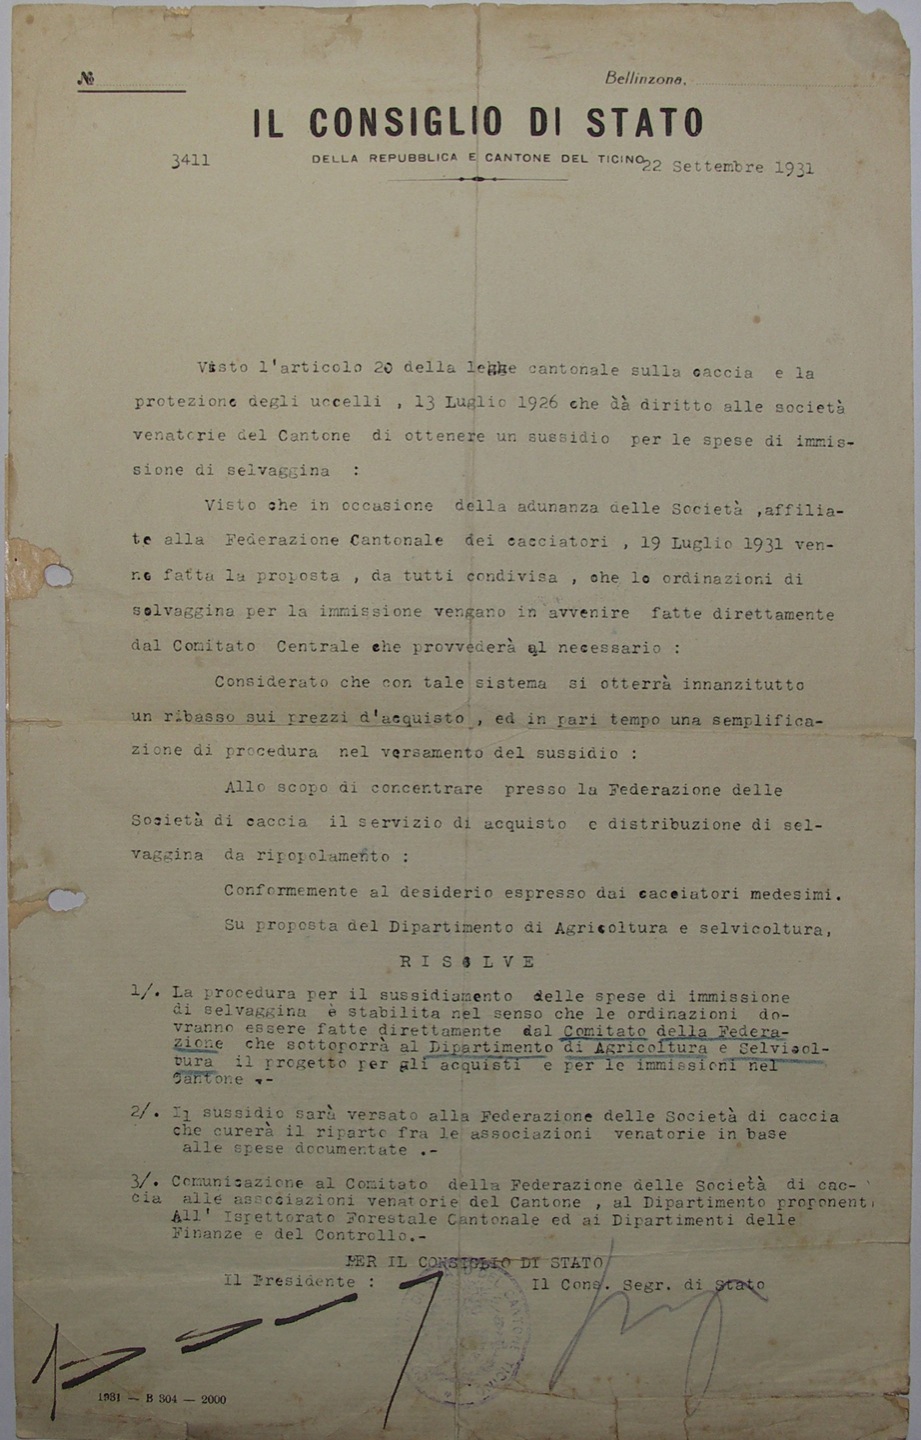 №
Bellinzona,
IL CONSIGLIO DI STATO
3411
DELLA REPUBBLICA E CANTONE DEL TICINO
22 Settembre 1931
Visto l'articolo 20 della legge cantonale sulla caccia e la
protezione degli uccelli , 13 Luglio 1926 che dà diritto alle società
venatorie del Cantone di ottenere un sussidio per le spese di immis-
sione di selvaggina :
Visto che in occasione della adunanza delle Società ,affilia-
te alla Federazione Cantonale dei cacciatori , 19 Luglio 1931 ven-
ne fatta la proposta , da tutti condivisa , che le ordinazioni di
selvaggina per la immissione vengano in avvenire fatte direttamente
dal Comitato Centrale che provvederà al necessario :
Considerato che con tale sistema si otterrà innanzitutto
un ribasso sui prezzi d'acquisto , ed in pari tempo una semplifica-
zione di procedura nel versamento del sussidio :
Allo scopo di concentrare presso la Federazione delle
Società di caccia il servizio di acquisto e distribuzione di sel-
vaggina da ripopolamento :
Conformemente al desiderio espresso dai cacciatori medesimi.
Su proposta del Dipartimento di Agricoltura e selvicoltura,
R I S O L V E
1/. La procedura per il sussidiamento delle spese di immissione
di selvaggina è stabilita nel senso che le ordinazioni do-
vranno essere fatte direttamente dal Comitato della Federa-
zione che sottoporrà al Dipartimento di Agricoltura e Selvicol-
tura il progetto per gli acquisti e per le immissioni nel
Cantone .-
2/. Il sussidio sarà versato alla Federazione delle Società di caccia
che curerà il riparto fra le associazioni venatorie in base
alle spese documentate .-
3/. Comunicazione al Comitato della Federazione delle Società di cac-
cia alle associazioni venatorie del Cantone , al Dipartimento proponent
All' Ispettorato Forestale Cantonale ed ai Dipartimenti delle
Finanze e del Controllo.-
PER IL CONSIGLIO DI STATO
Il Presidente :
Il Cons. Segr. di Stato
1931 — B 304 — 2000